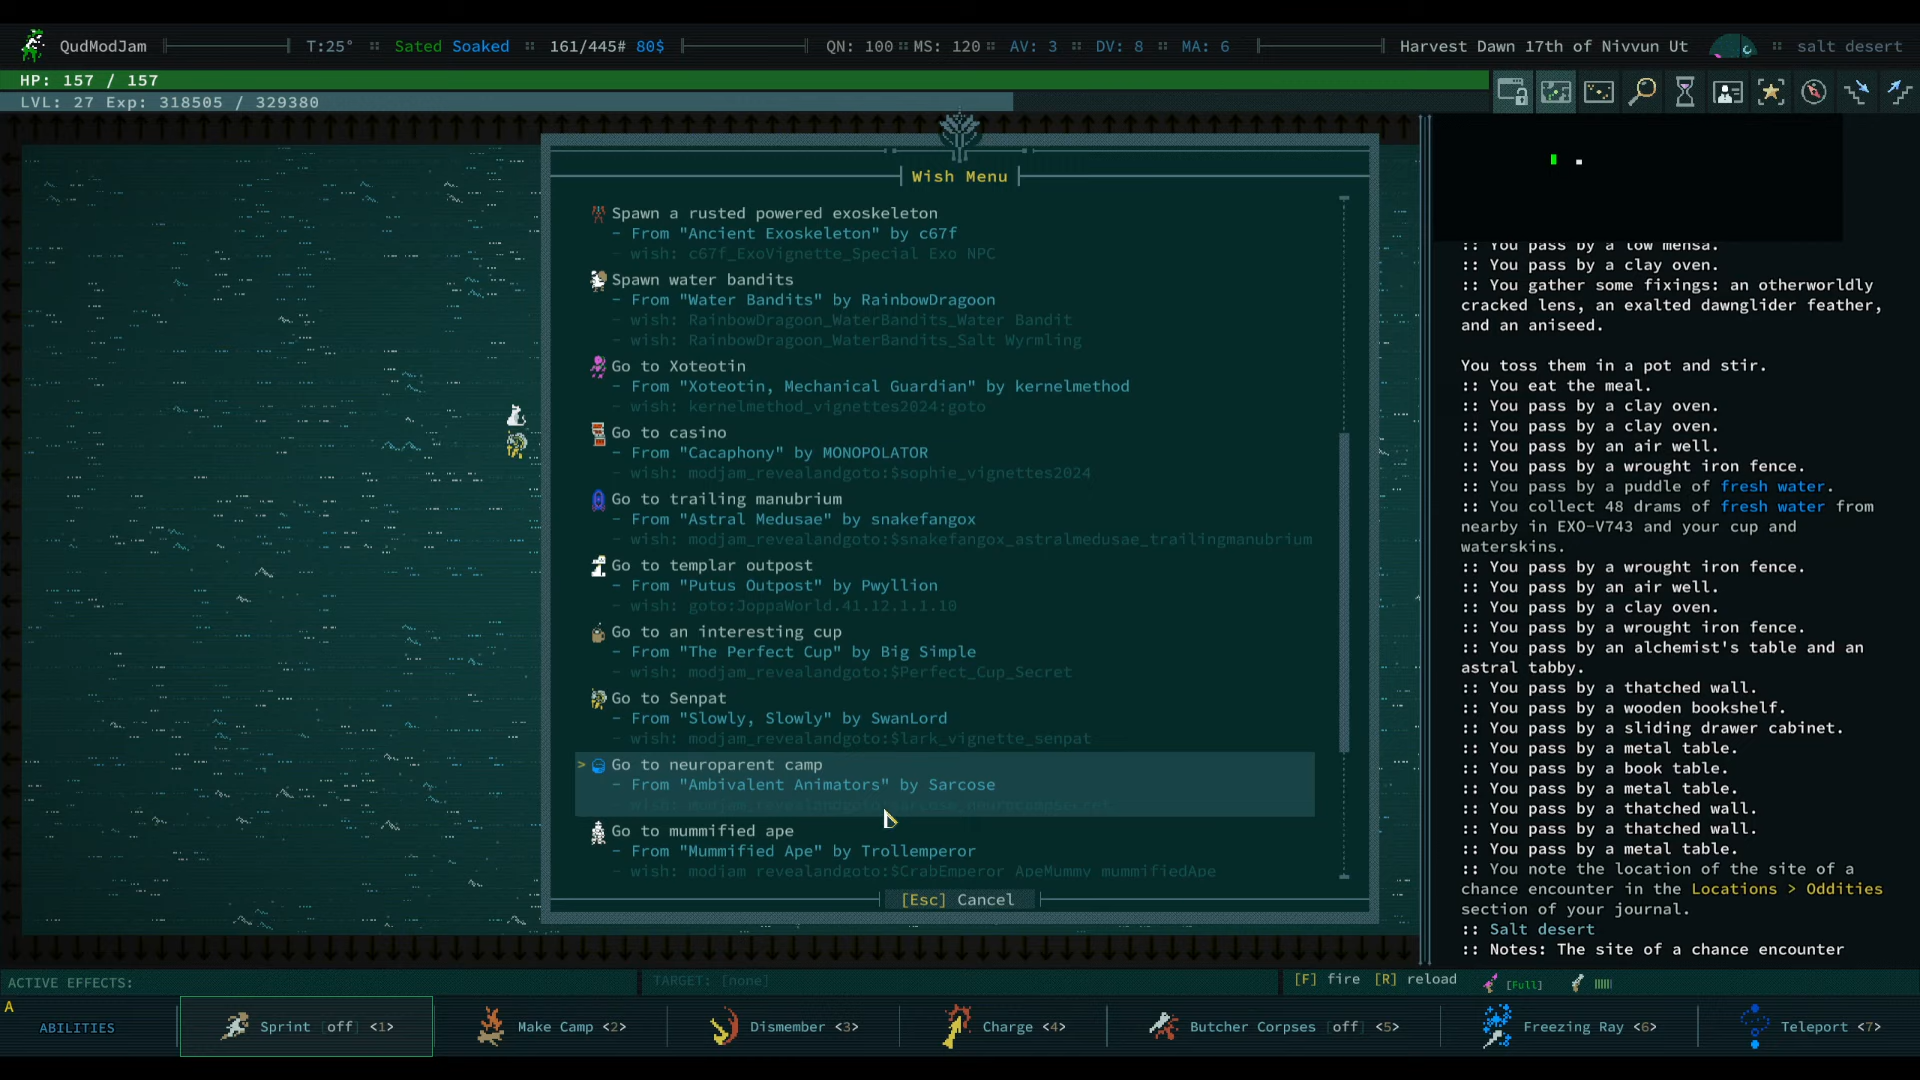 QudModJam T:25° :: Sated Soaked :: 161/445# 80$ QN: 100 :: MS: 120 :: AV: 3 :: DV: 8 :: MA: 6 Harvest Dawn 17th of Nivvun Ut :: salt desert
HP: 157 / 157
LVL: 27 Exp: 318505 / 329380
Wish Menu
Spawn a rusted powered exoskeleton
- From "Ancient Exoskeleton" by c67f
- wish: c67f_ExoVignette_Special Exo NPC
Spawn water bandits
- From "Water Bandits" by RainbowDragoon
- wish: RainbowDragoon_WaterBandits_Water Bandit
- wish: RainbowDragoon_WaterBandits_Salt Wyrmling
Go to Xoteotin
- From "Xoteotin, Mechanical Guardian" by kernelmethod
- wish: kernelmethod_vignettes2024:goto
Go to casino
- From "Cacaphony" by MONOPOLATOR
- wish: modjam_revealandgoto:$sophie_vignettes2024
Go to trailing manubrium
- From "Astral Medusae" by snakefangox
- wish: modjam_revealandgoto:$snakefangox_astralmedusae_trailingmanubrium
Go to templar outpost
- From "Putus Outpost" by Pwyllion
- wish: goto:JoppaWorld.41.12.1.1.10
Go to an interesting cup
- From "The Perfect Cup" by Big Simple
- wish: modjam_revealandgoto:$Perfect_Cup_Secret
Go to Senpat
- From "Slowly, Slowly" by SwanLord
- wish: modjam_revealandgoto:$lark_vignette_senpat
> Go to neuroparent camp
- From "Ambivalent Animators" by Sarcose
Go to mummified ape
- From "Mummified Ape" by Trollemperor
- wish: modjam_revealandgoto:$CrabEmperor_ApeMummy_mummifiedApe
[Esc] Cancel
:: You pass by a low mensa.
:: You pass by a clay oven.
:: You gather some fixings: an otherworldly
cracked lens, an exalted dawnglider feather,
and an aniseed.
You toss them in a pot and stir.
:: You eat the meal.
:: You pass by a clay oven.
:: You pass by a clay oven.
:: You pass by an air well.
:: You pass by a wrought iron fence.
:: You pass by a puddle of fresh water.
:: You collect 48 drams of fresh water from
nearby in EXO-V743 and your cup and
waterskins.
:: You pass by a wrought iron fence.
:: You pass by an air well.
:: You pass by a clay oven.
:: You pass by a wrought iron fence.
:: You pass by an alchemist's table and an
astral tabby.
:: You pass by a thatched wall.
:: You pass by a wooden bookshelf.
:: You pass by a sliding drawer cabinet.
:: You pass by a metal table.
:: You pass by a book table.
:: You pass by a metal table.
:: You pass by a thatched wall.
:: You pass by a thatched wall.
:: You pass by a metal table.
:: You note the location of the site of a
chance encounter in the Locations > Oddities
section of your journal.
:: Salt desert
:: Notes: The site of a chance encounter
ACTIVE EFFECTS: TARGET: [none] [F] fire [R] reload [Full]
A
ABILITIES Sprint [off] <1> Make Camp <2> Dismember <3> Charge <4> Butcher Corpses [off] <5> Freezing Ray <6> Teleport <7>